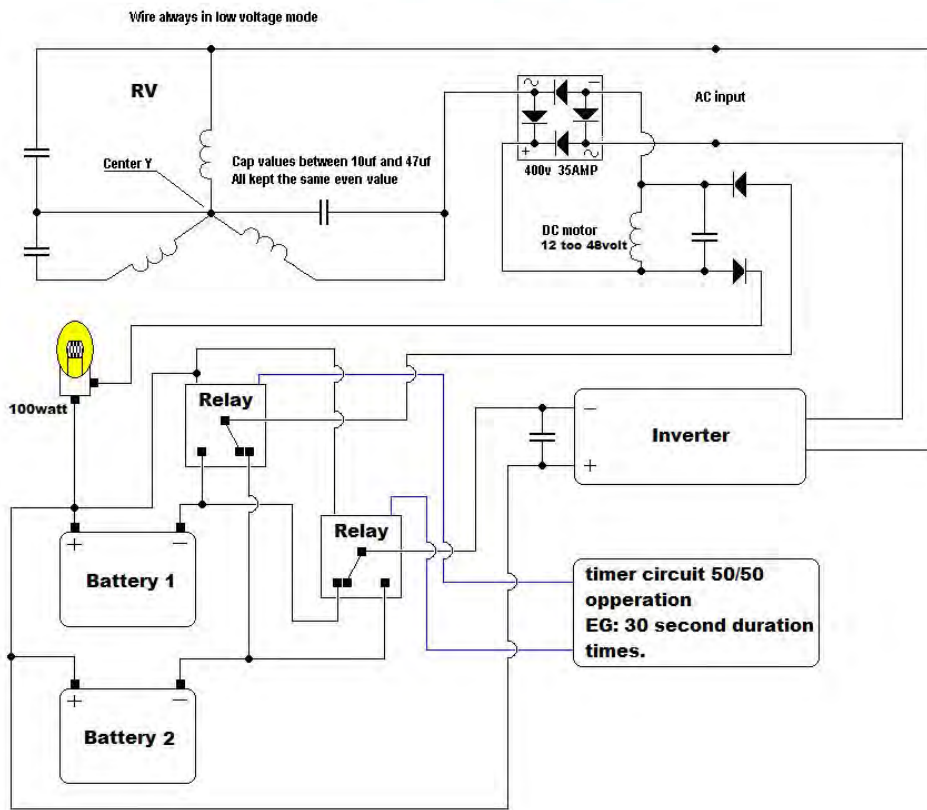 Wire always in low voltage mode
RV
AC input
Center Y
Cap values between 10uf and 47uf
All kept the same even value
−
+
400v 35AMP
DC motor
12 too 48volt
100watt
Relay
Inverter
−
+
Relay
+ −
Battery 1
timer circuit 50/50
opperation
EG: 30 second duration
times.
+ −
Battery 2